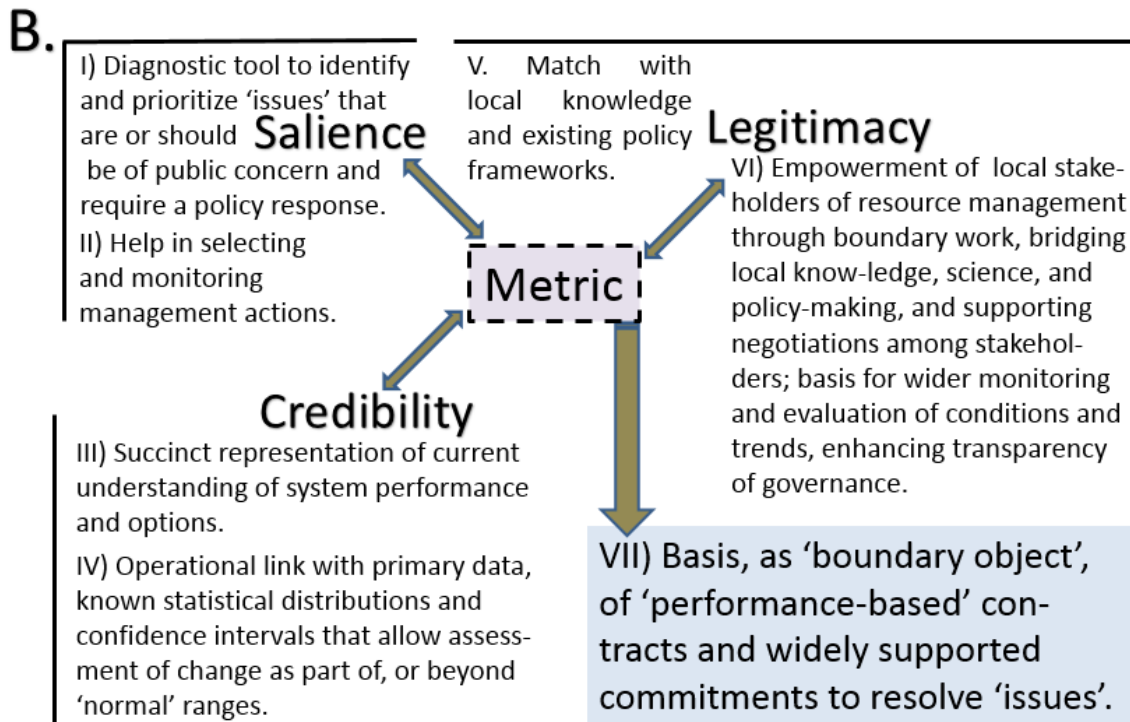 B.
I) Diagnostic tool to identify
and prioritize ‘issues’ that
are or should
Salience
be of public concern and
require a policy response.
II) Help in selecting
and monitoring
management actions.
V. Match with
local knowledge
and existing policy
frameworks.
Legitimacy
VI) Empowerment of local stake-
holders of resource management
through boundary work, bridging
local know-ledge, science, and
policy-making, and supporting
negotiations among stakehol-
ders; basis for wider monitoring
and evaluation of conditions and
trends, enhancing transparency
of governance.
Metric
Credibility
III) Succinct representation of current
understanding of system performance
and options.
IV) Operational link with primary data,
known statistical distributions and
confidence intervals that allow assess-
ment of change as part of, or beyond
‘normal’ ranges.
VII) Basis, as ‘boundary object’,
of ‘performance-based’ con-
tracts and widely supported
commitments to resolve ‘issues’.